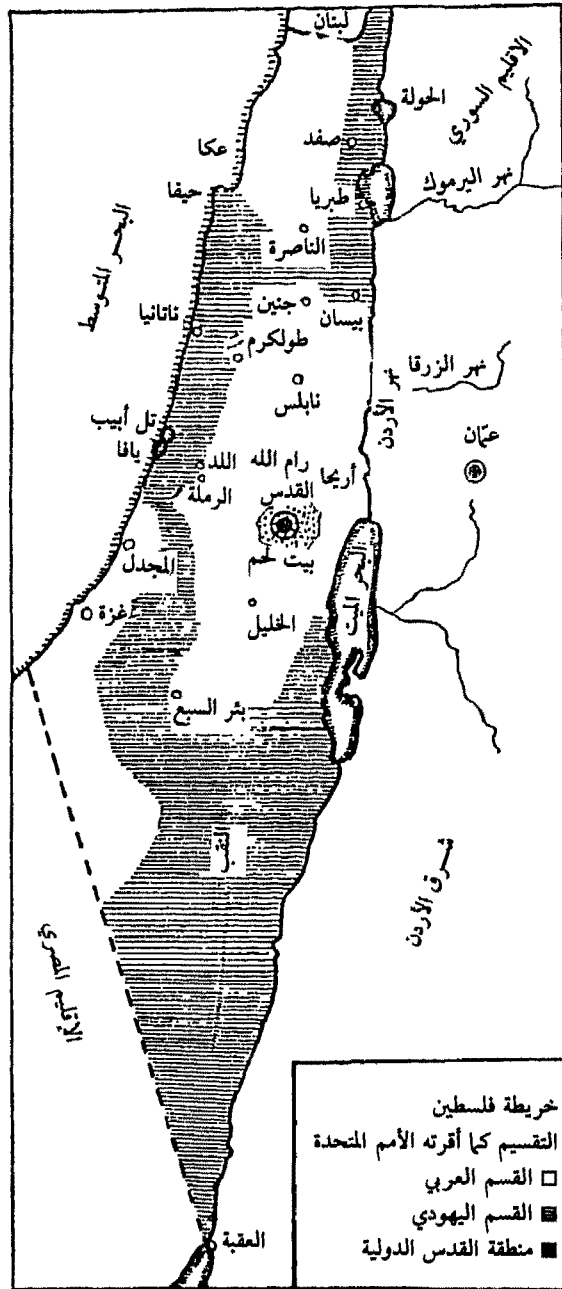 لبنان
الاقليم السوري
الحولة
صفد
عكا
نهر اليرموك
حيفا
طبريا
البحر المتوسط
الناصرة
ناتانيا
جنين
بيسان
طولكرم
نهر الزرقا
نابلس
نهر الأردن
تل أبيب
يافا
عمّان
اللد
رام الله
أريحا
الرملة
القدس
المجدل
بيت لحم
البحر الميت
غزة
الخليل
بئر السبع
النقب
شرق الأردن
الاقليم المصري
العقبة
خريطة فلسطين
التقسيم كما أقرته الأمم المتحدة
القسم العربي
القسم اليهودي
منطقة القدس الدولية